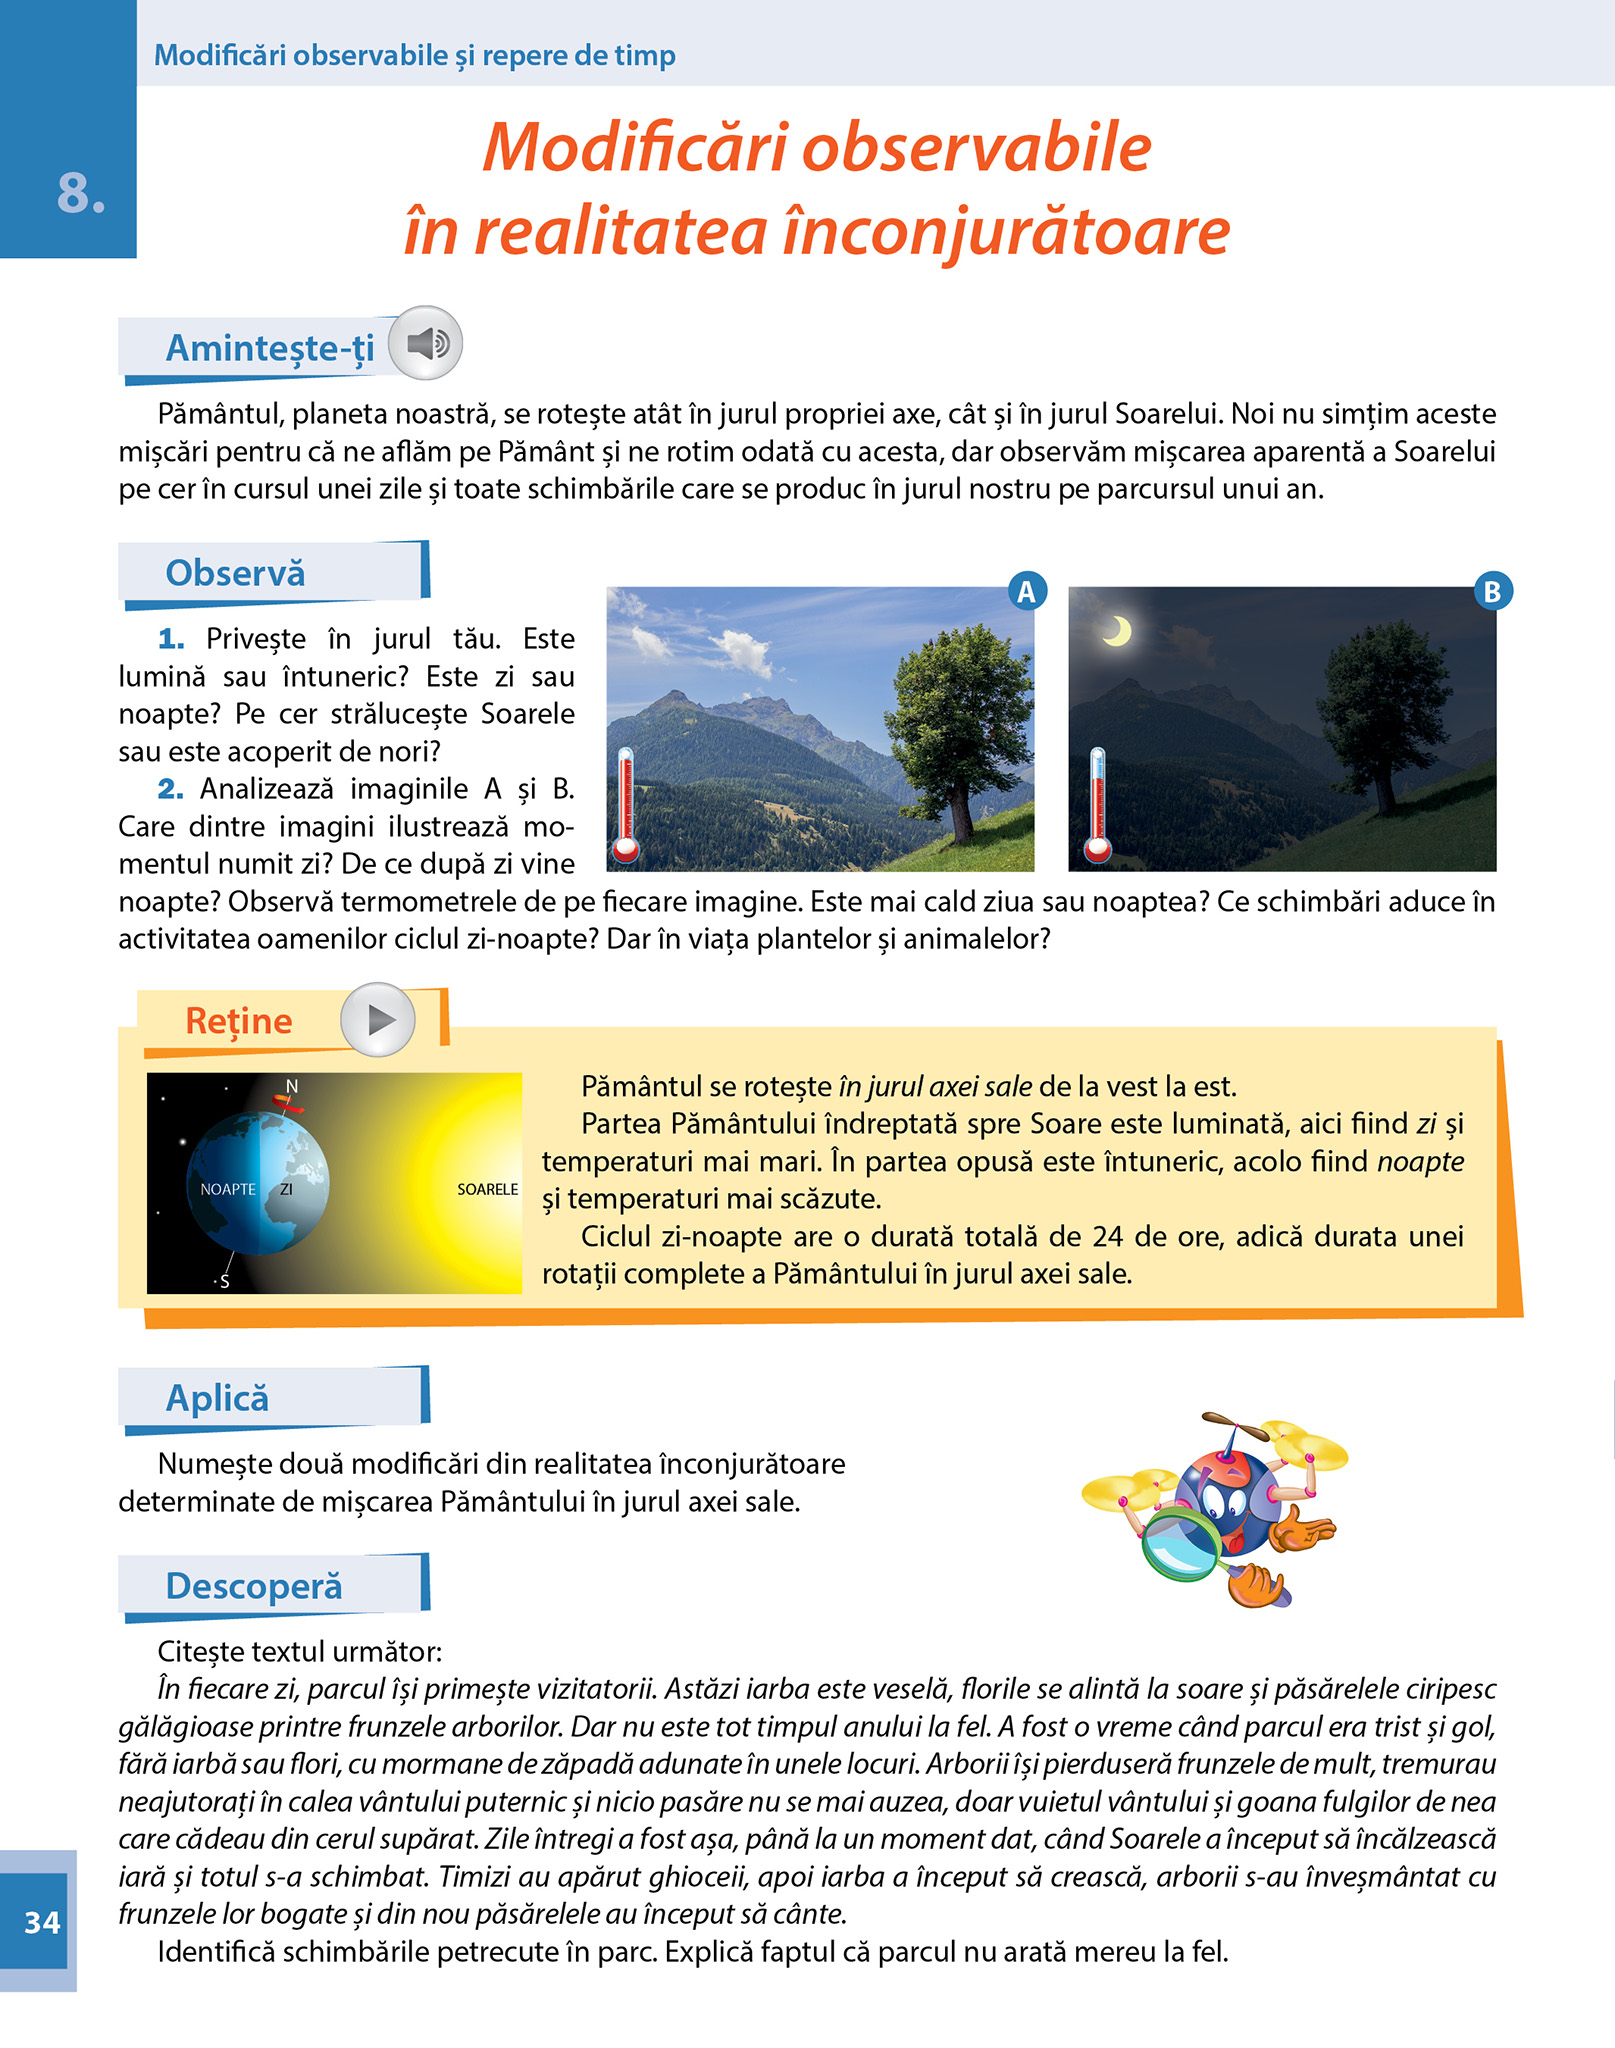 Modificări observabile și repere de timp
8.
Modificări observabile
în realitatea înconjurătoare
Amintește-ți
Pământul, planeta noastră, se rotește atât în jurul propriei axe, cât și în jurul Soarelui. Noi nu simțim aceste
mișcări pentru că ne aflăm pe Pământ și ne rotim odată cu acesta, dar observăm mișcarea aparentă a Soarelui
pe cer în cursul unei zile și toate schimbările care se produc în jurul nostru pe parcursul unui an.
Observă
1. Privește în jurul tău. Este
lumină sau întuneric? Este zi sau
noapte? Pe cer strălucește Soarele
sau este acoperit de nori?
2. Analizează imaginile A și B.
Care dintre imagini ilustrează mo-
mentul numit zi? De ce după zi vine
A
B
noapte? Observă termometrele de pe fiecare imagine. Este mai cald ziua sau noaptea? Ce schimbări aduce în
activitatea oamenilor ciclul zi-noapte? Dar în viața plantelor și animalelor?
Reține
N
NOAPTE
ZI
SOARELE
S
Pământul se rotește în jurul axei sale de la vest la est.
Partea Pământului îndreptată spre Soare este luminată, aici fiind zi și
temperaturi mai mari. În partea opusă este întuneric, acolo fiind noapte
și temperaturi mai scăzute.
Ciclul zi-noapte are o durată totală de 24 de ore, adică durata unei
rotații complete a Pământului în jurul axei sale.
Aplică
Numește două modificări din realitatea înconjurătoare
determinate de mișcarea Pământului în jurul axei sale.
Descoperă
Citește textul următor:
În fiecare zi, parcul își primește vizitatorii. Astăzi iarba este veselă, florile se alintă la soare și păsărelele ciripesc
gălăgioase printre frunzele arborilor. Dar nu este tot timpul anului la fel. A fost o vreme când parcul era trist și gol,
fără iarbă sau flori, cu mormane de zăpadă adunate în unele locuri. Arborii își pierduseră frunzele de mult, tremurau
neajutorați în calea vântului puternic și nicio pasăre nu se mai auzea, doar vuietul vântului și goana fulgilor de nea
care cădeau din cerul supărat. Zile întregi a fost așa, până la un moment dat, când Soarele a început să încălzească
iară și totul s-a schimbat. Timizi au apărut ghioceii, apoi iarba a început să crească, arborii s-au înveșmântat cu
frunzele lor bogate și din nou păsărelele au început să cânte.
Identifică schimbările petrecute în parc. Explică faptul că parcul nu arată mereu la fel.
34